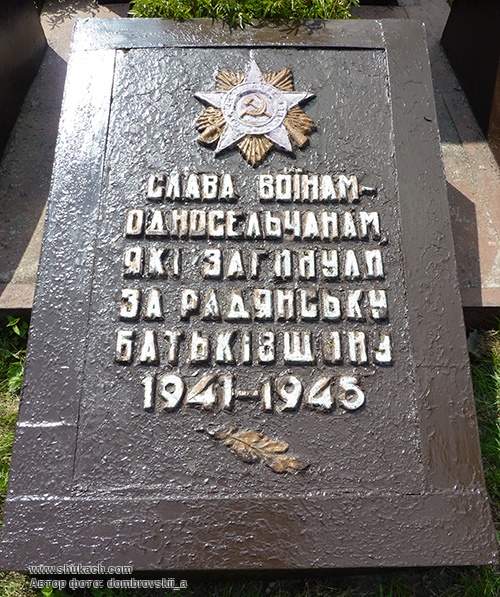 СЛАВА ВОЇНАМ-
ОДНОСЕЛЬЧАНАМ,
ЯКІ ЗАГИНУЛИ
ЗА РАДЯНСЬКУ
БАТЬКІВЩИНУ
1941-1945
www.shukach.com
Автор фото: dombrovskii_a